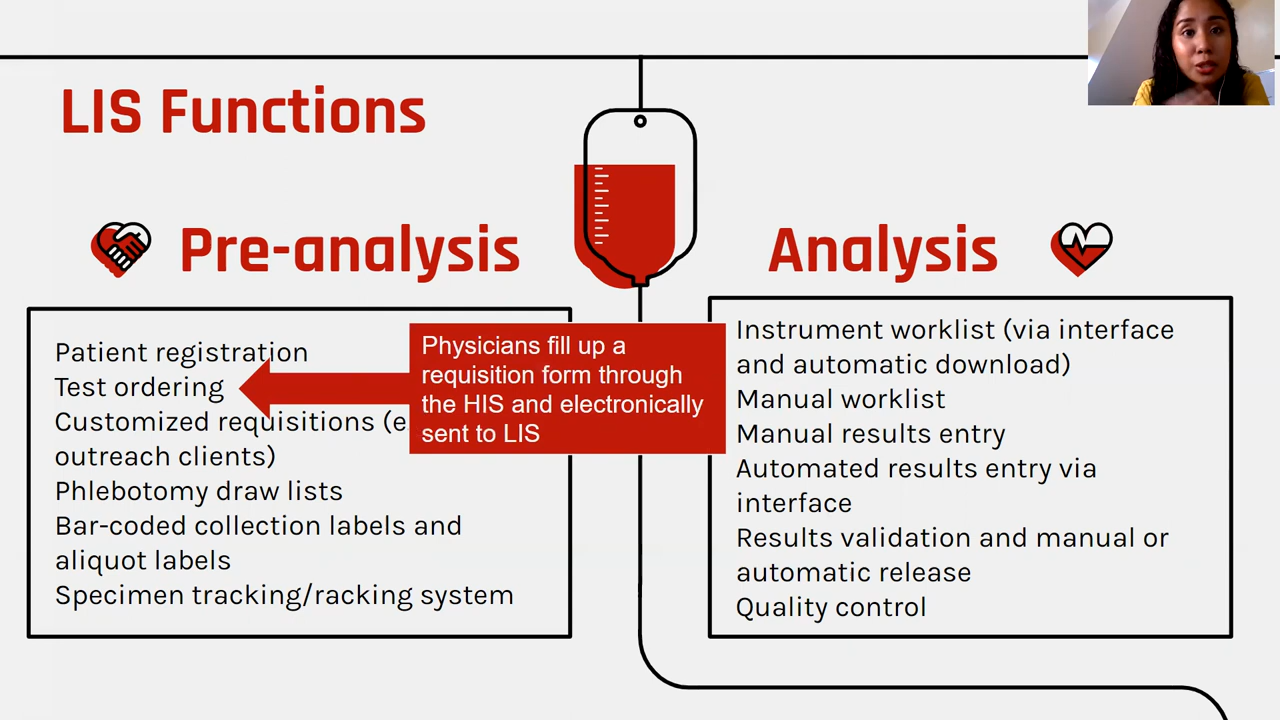 LIS Functions
Pre-analysis
Patient registration
Test ordering
Customized requisitions (e
outreach clients)
Phlebotomy draw lists
Bar-coded collection labels and
aliquot labels
Specimen tracking/racking system
Physicians fill up a
requisition form through
the HIS and electronically
sent to LIS
Analysis
Instrument worklist (via interface
and automatic download)
Manual worklist
Manual results entry
Automated results entry via
interface
Results validation and manual or
automatic release
Quality control